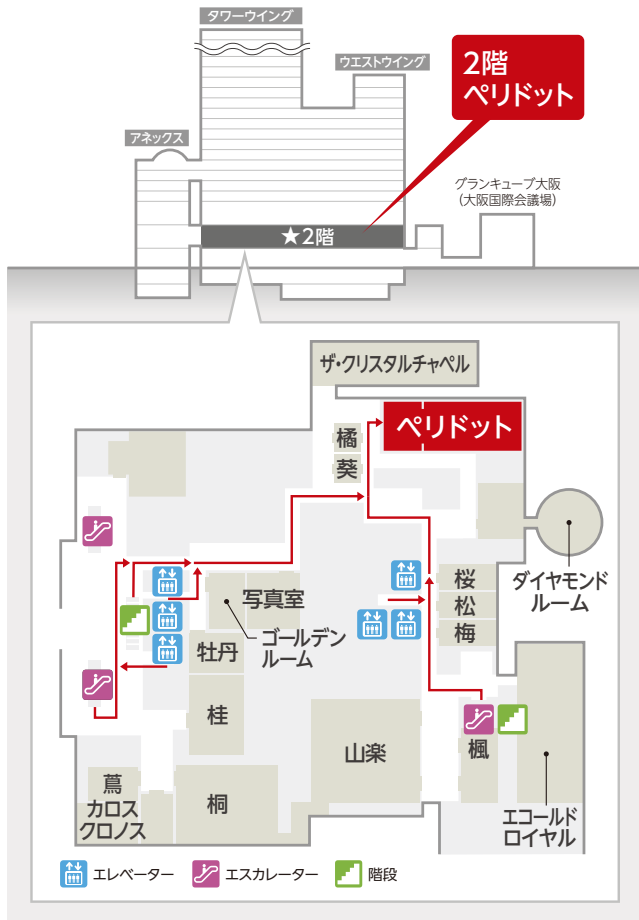 タワーウイング
ウエストウイング
2階
ペリドット
アネックス
グランキューブ大阪
(大阪国際会議場)
★2階
ザ・クリスタルチャペル
ペリドット
橘
葵
桜
松
梅
ダイヤモンド
ルーム
写真室
ゴールデン
ルーム
牡丹
桂
山楽
楓
蔦
カロス
クロノス
桐
エコールド
ロイヤル
エレベーター
エスカレーター
階段